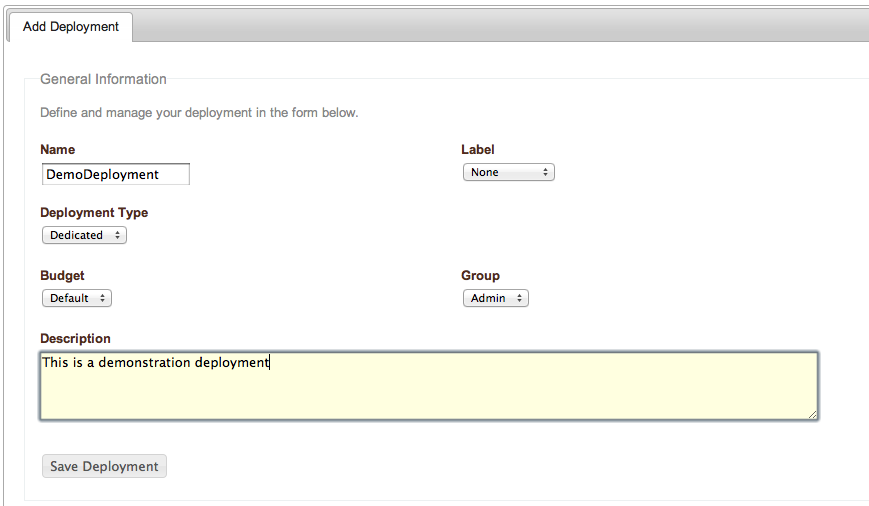 Add Deployment
General Information
Define and manage your deployment in the form below.
Name
Label
DemoDeployment
None
Deployment Type
Dedicated
Budget
Group
Default
Admin
Description
This is a demonstration deployment
Save Deployment